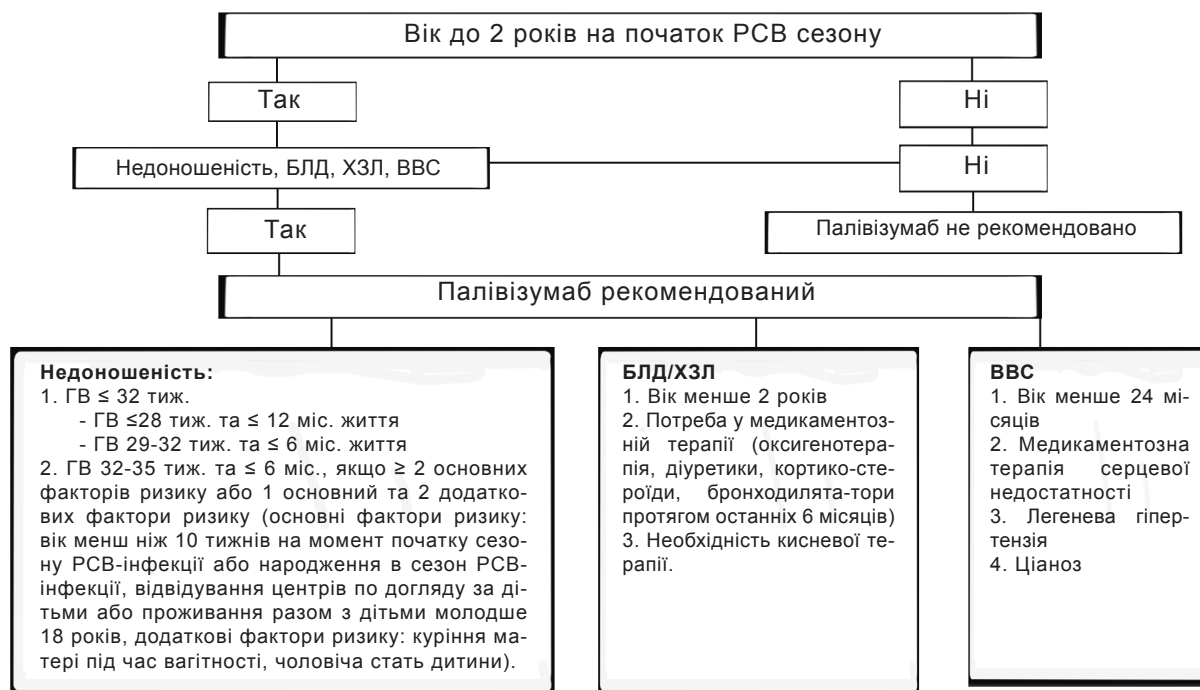 Вік до 2 років на початок РСВ сезону
Так
Ні
Недоношеність, БЛД, ХЗЛ, ВВС
Ні
Так
Палівізумаб не рекомендовано
Палівізумаб рекомендований
Недоношеність:
1. ГВ ≤ 32 тиж.
- ГВ ≤28 тиж. та ≤ 12 міс. життя
- ГВ 29-32 тиж. та ≤ 6 міс. життя
2. ГВ 32-35 тиж. та ≤ 6 міс., якщо ≥ 2 основних
факторів ризику або 1 основний та 2 додатко-
вих фактори ризику (основні фактори ризику:
вік менш ніж 10 тижнів на момент початку сезо-
ну РСВ-інфекції або народження в сезон РСВ-
інфекції, відвідування центрів по догляду за ді-
тьми або проживання разом з дітьми молодше
18 років, додаткові фактори ризику: куріння ма-
тері під час вагітності, чоловіча стать дитини).
БЛД/ХЗЛ
1. Вік менше 2 років
2. Потреба у медикаментоз-
ній терапії (оксигенотера-
пія, діуретики, кортико-сте-
роїди, бронходилята-тори
протягом останніх 6 місяців)
3. Необхідність кисневої те-
рапії.
ВВС
1. Вік менше 24 мі-
сяців
2. Медикаментозна
терапія серцевої
недостатності
3. Легенева гіпер-
тензія
4. Ціаноз